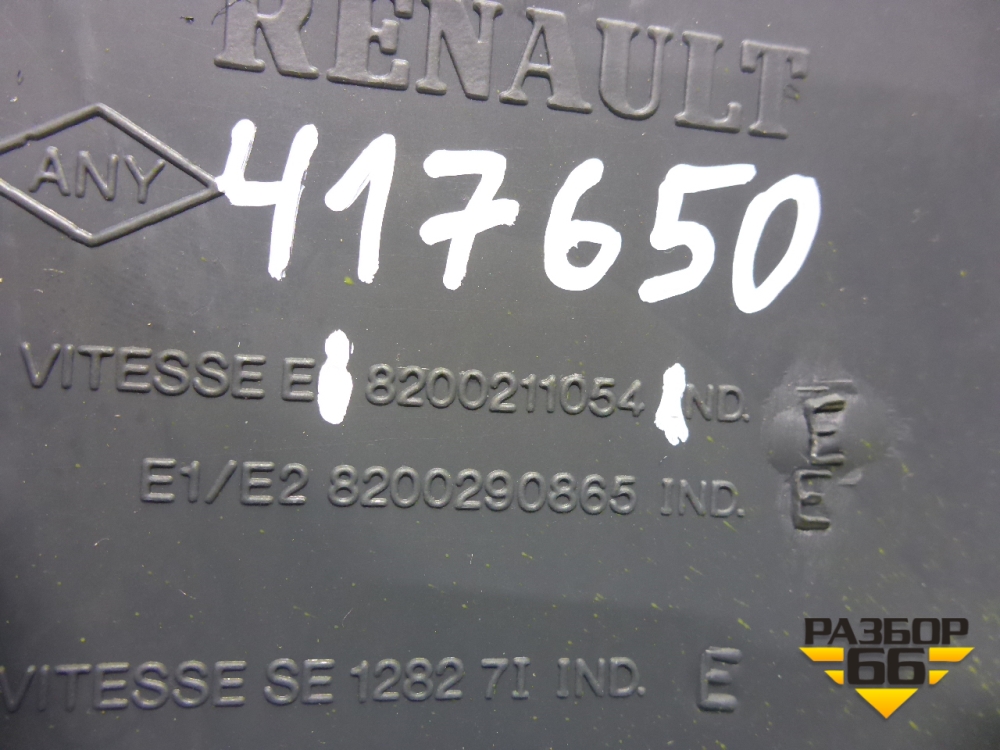 RENAULT
ANY
417650
VITESSE E 8200211054 IND. E
E1/E2 8200290865 IND. E
VITESSE SE 1282 7I IND. E
РАЗБОР
66